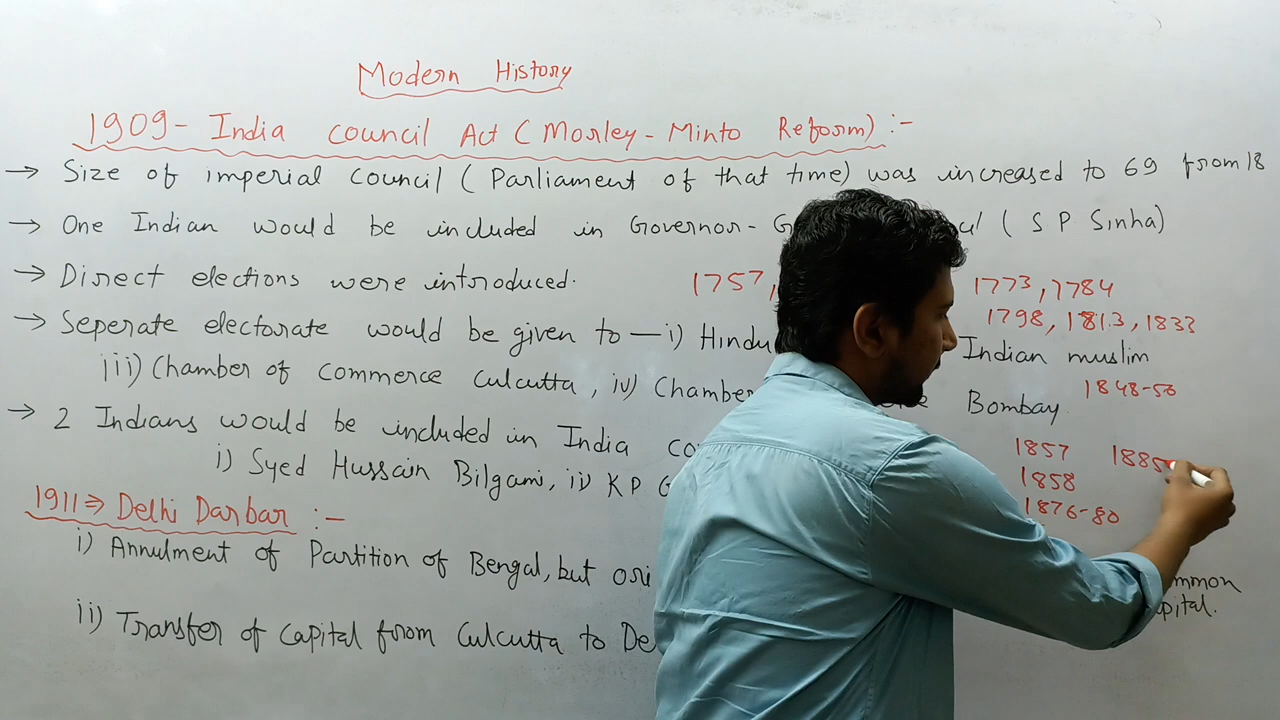 Modern History
1909- India Council Act (Morley-Minto Reform) :-
→ Size of imperial council (Parliament of that time) was increased to 69 from 18
→ One Indian would be included in Governor- (S P Sinha)
→ Direct elections were introduced. 1757, 1773, 1784
1798, 1813, 1833
→ Seperate electorate would be given to — i) Hindu Indian muslim
iii) Chamber of commerce Culcutta, iv) Chamber Bombay.
1848-50
→ 2 Indians would be included in India
1857 1885
i) Syed Hussain Bilgami, ii) K P
1858
1911 ⇒ Delhi Darbar :-
1876-80
i) Annulment of Partition of Bengal, but
ii) Transfer of Capital from Culcutta to